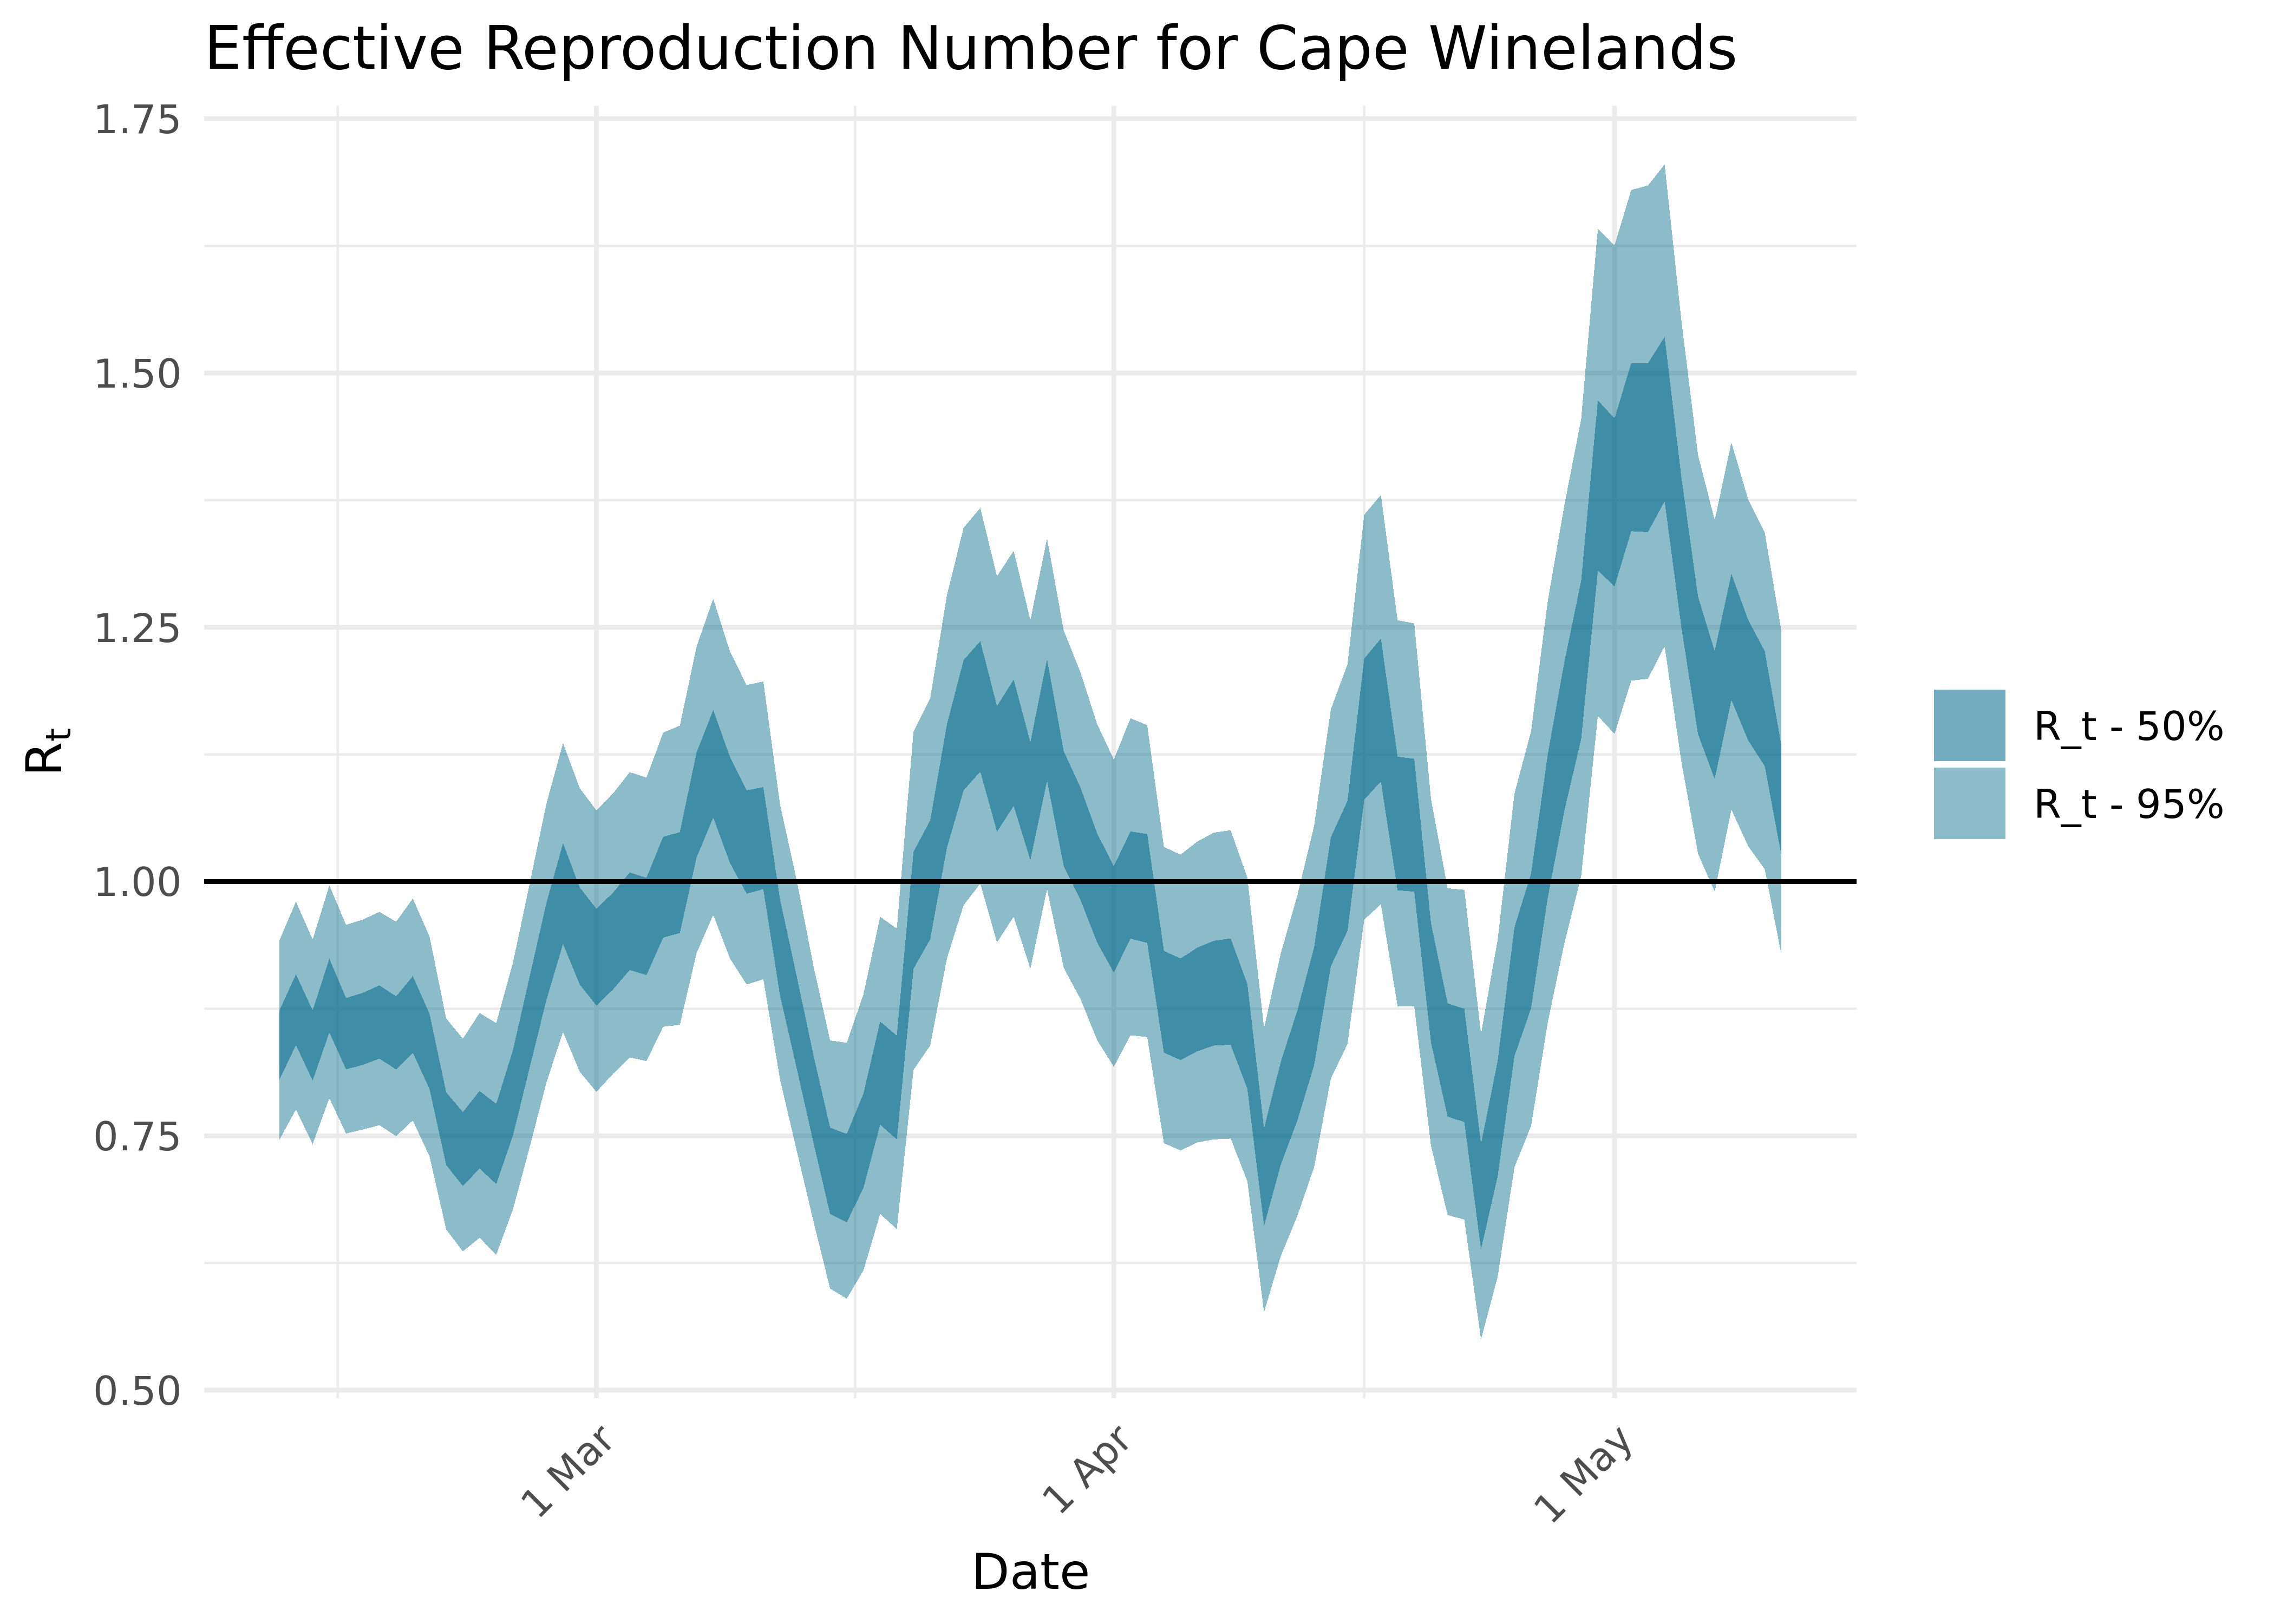 Effective Reproduction Number for Cape Winelands
1.75
1.50
1.25
1.00
0.75
0.50
Rt
1 Mar
1 Apr
1 May
Date
R_t - 50%
R_t - 95%